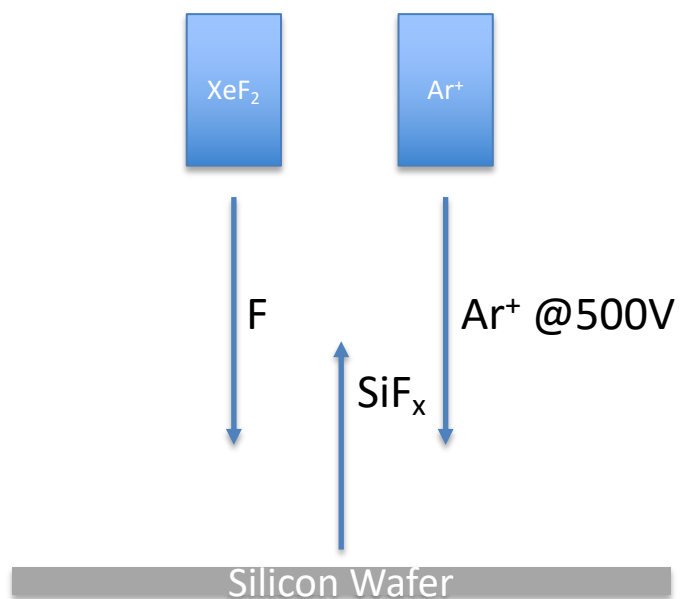 XeF₂
Ar⁺
F
Ar⁺ @500V
SiFₓ
Silicon Wafer